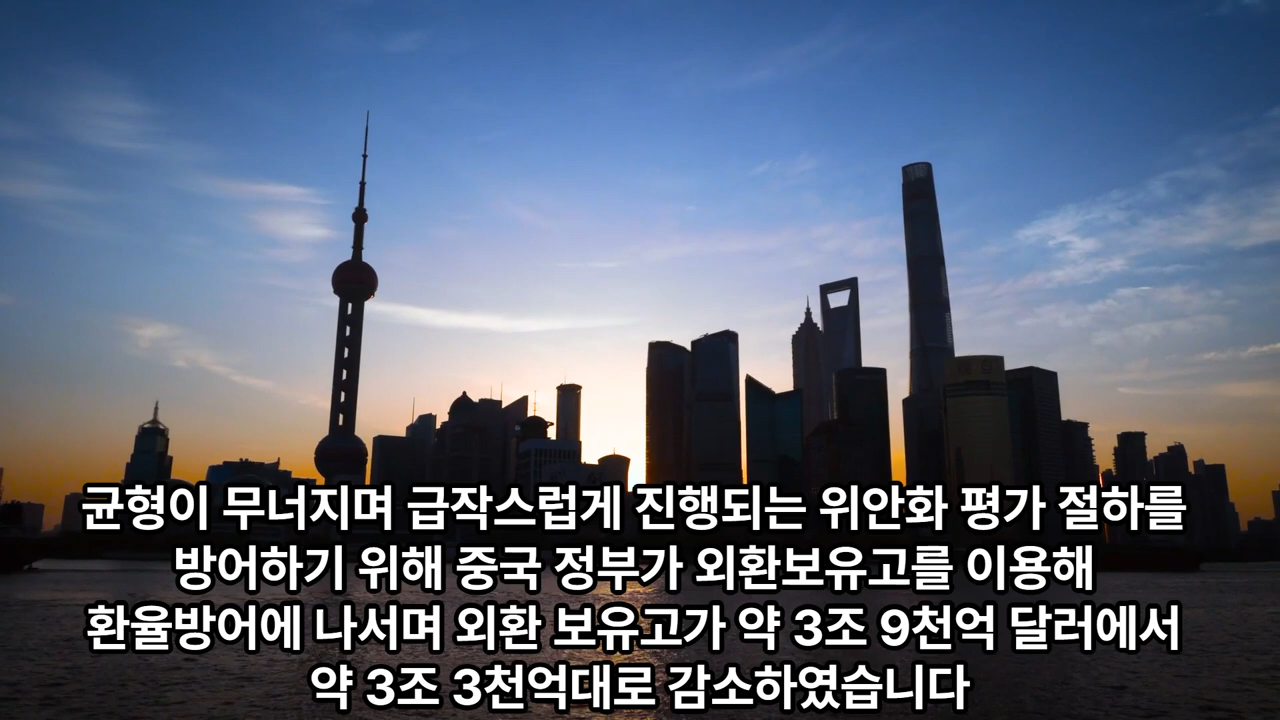 균형이 무너지며 급작스럽게 진행되는 위안화 평가 절하를
방어하기 위해 중국 정부가 외환보유고를 이용해
환율방어에 나서며 외환 보유고가 약 3조 9천억 달러에서
약 3조 3천억대로 감소하였습니다